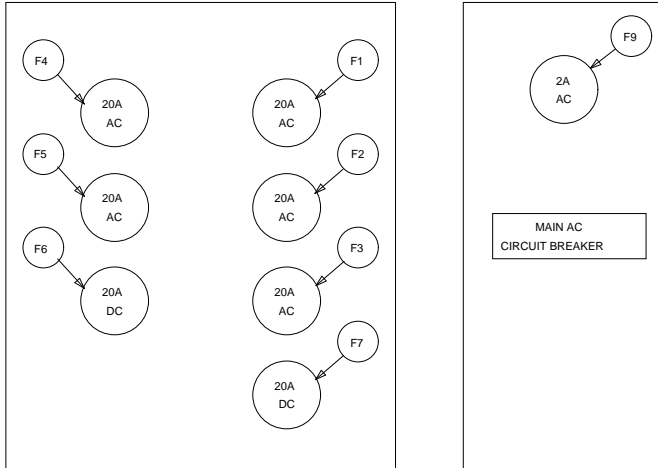 F4
20A
AC
F1
20A
AC
F5
20A
AC
F2
20A
AC
F6
20A
DC
F3
20A
AC
F7
20A
DC
F9
2A
AC
MAIN AC
CIRCUIT BREAKER